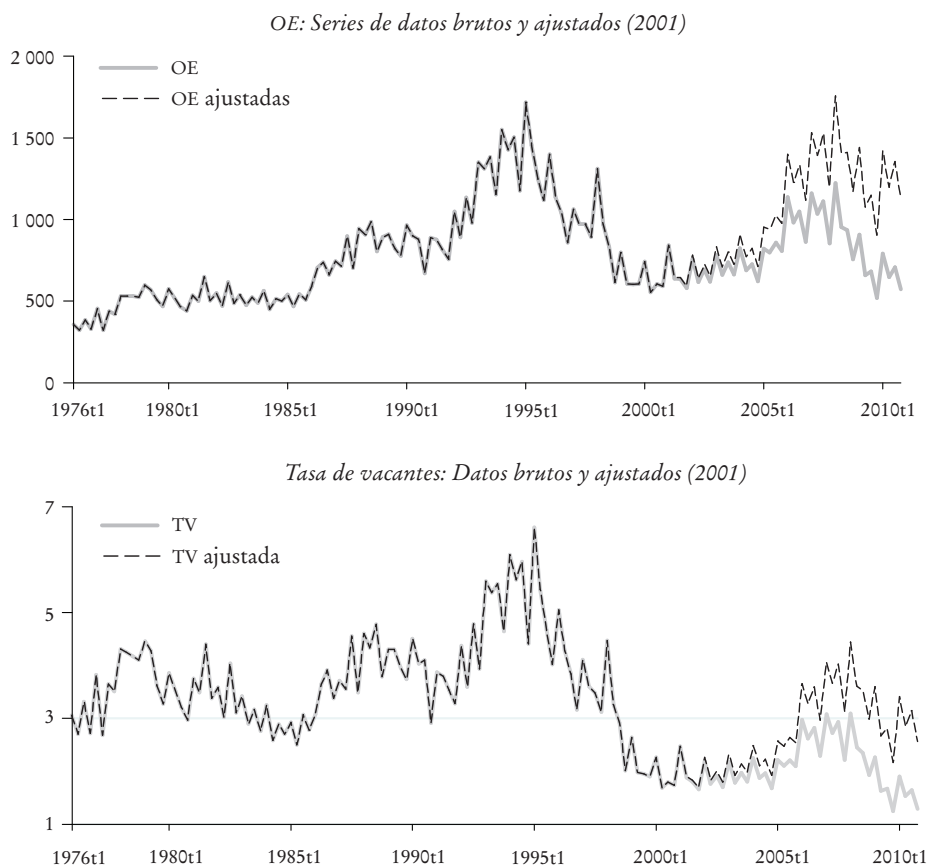 OE: Series de datos brutos y ajustados (2001)
2 000
OE
OE ajustadas
1 500
1 000
500
0
1976t1 1980t1 1985t1 1990t1 1995t1 2000t1 2005t1 2010t1
Tasa de vacantes: Datos brutos y ajustados (2001)
7
TV
TV ajustada
5
3
1
1976t1 1980t1 1985t1 1990t1 1995t1 2000t1 2005t1 2010t1